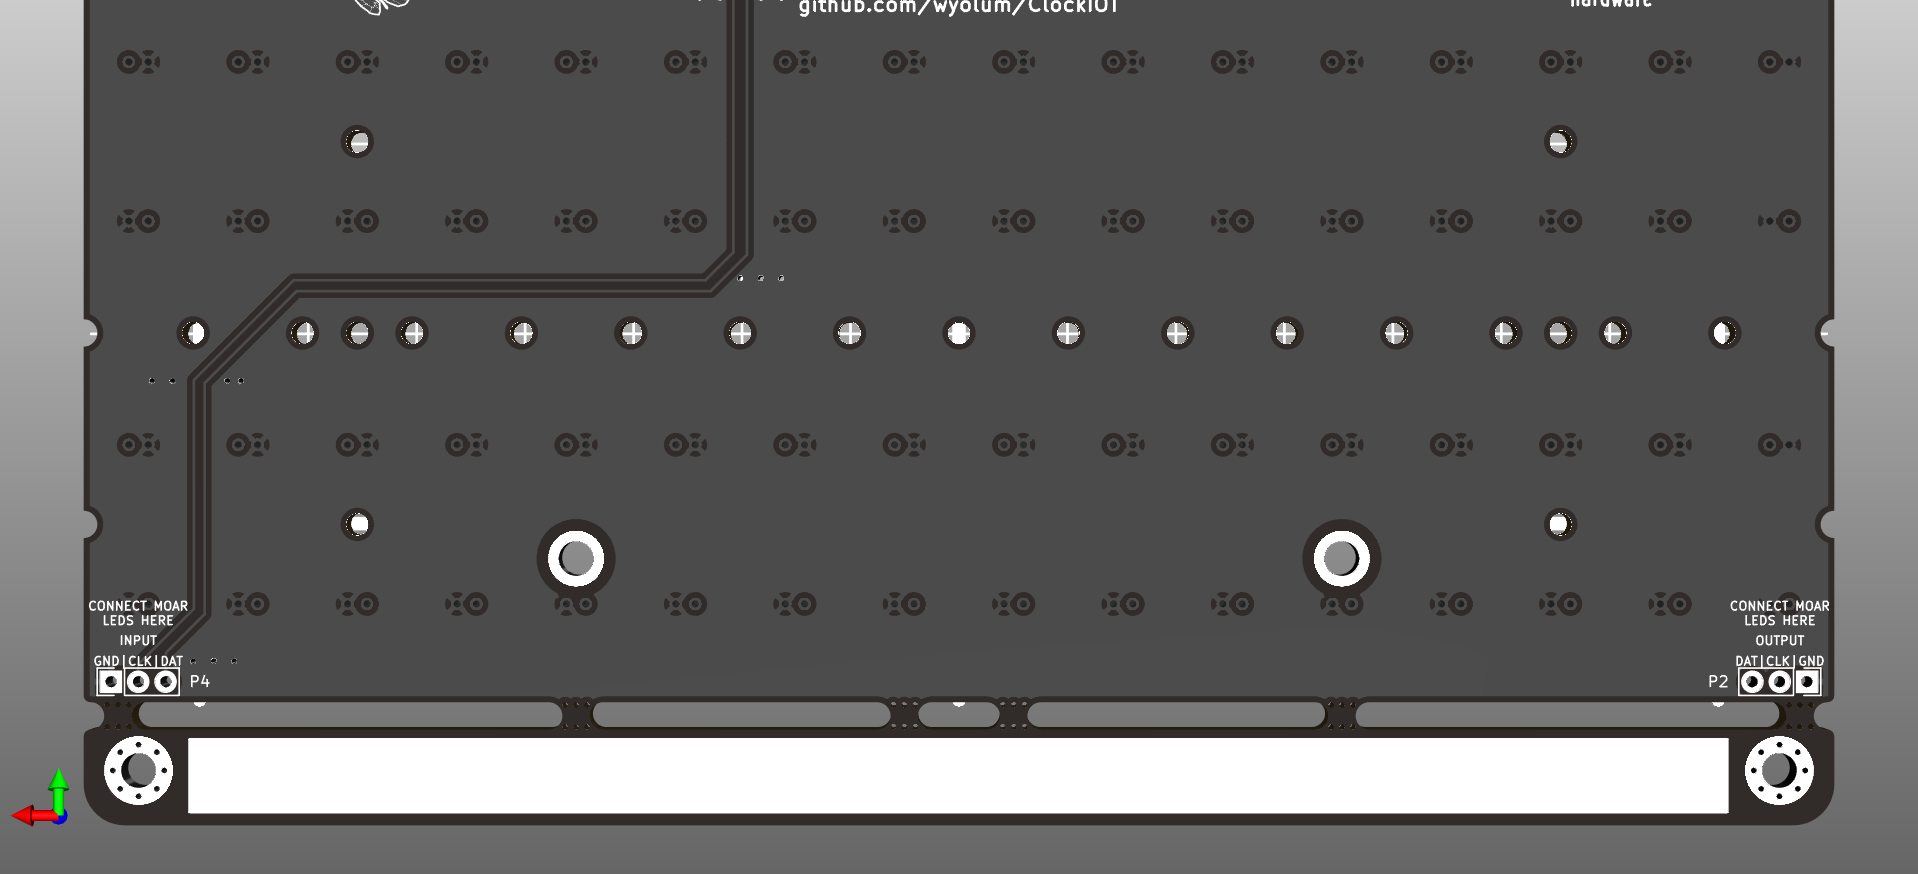 github.com/wyolum/ClockIOT
hardware
CONNECT MOAR
LEDS HERE
INPUT
GND|CLK|DAT
P4
CONNECT MOAR
LEDS HERE
OUTPUT
DAT|CLK|GND
P2